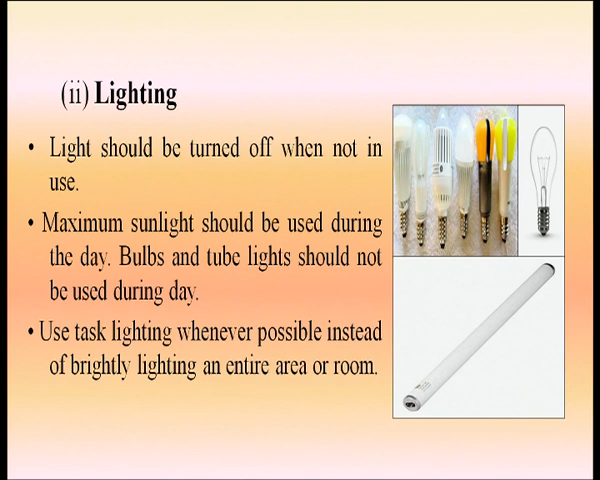 (ii) Lighting
• Light should be turned off when not in
use.
• Maximum sunlight should be used during
the day. Bulbs and tube lights should not
be used during day.
• Use task lighting whenever possible instead
of brightly lighting an entire area or room.